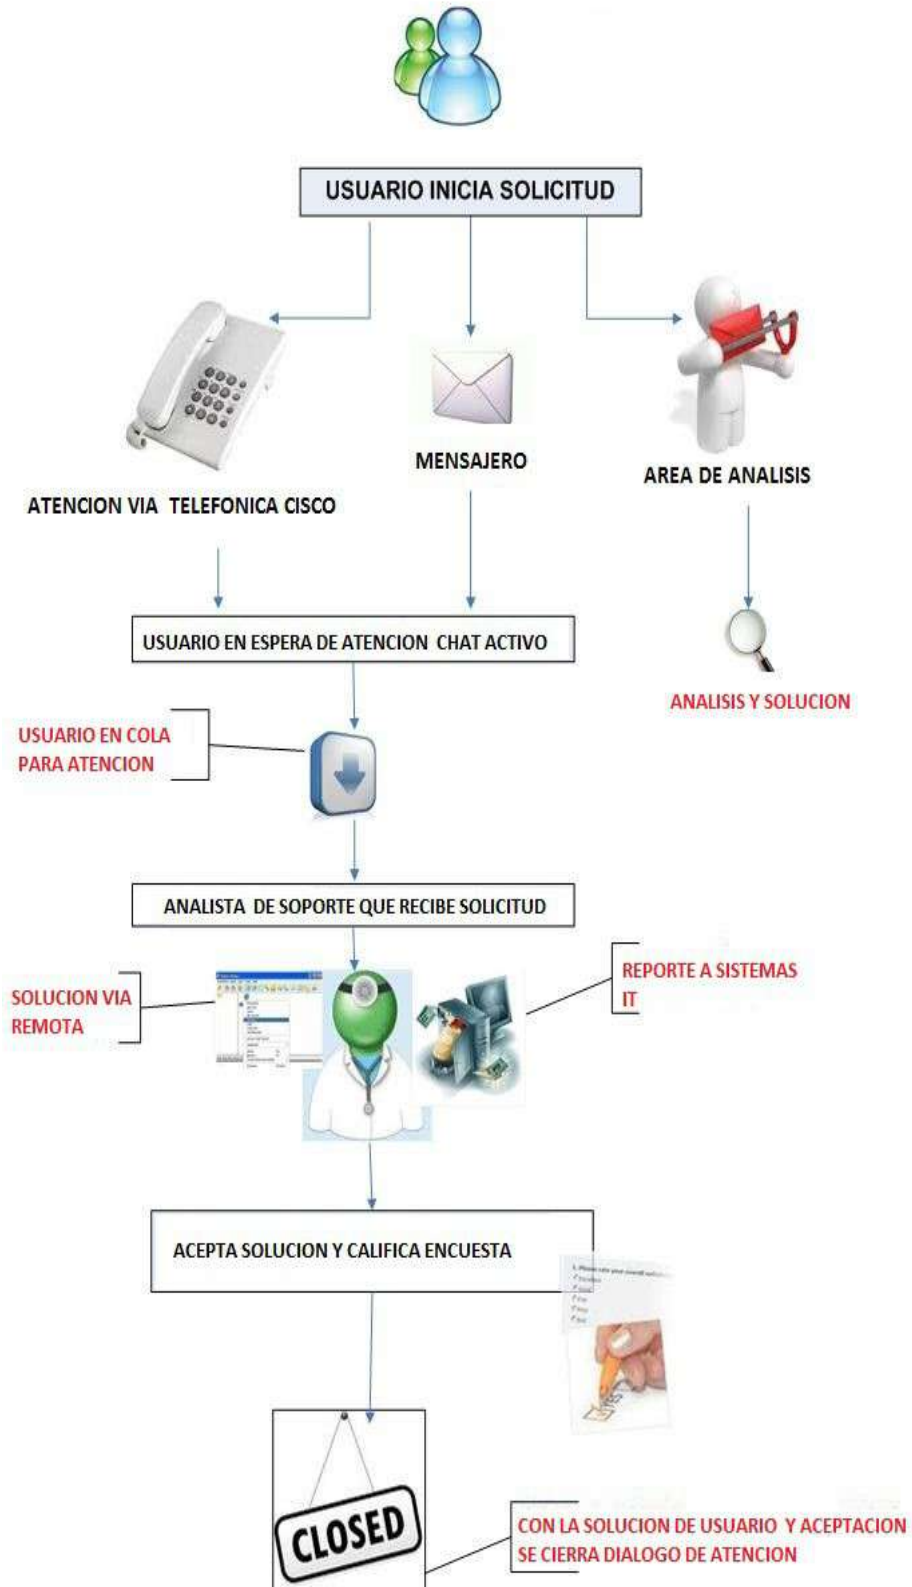 USUARIO INICIA SOLICITUD
MENSAJERO
AREA DE ANALISIS
ATENCION VIA TELEFONICA CISCO
USUARIO EN ESPERA DE ATENCION CHAT ACTIVO
ANALISIS Y SOLUCION
USUARIO EN COLA
PARA ATENCION
ANALISTA DE SOPORTE QUE RECIBE SOLICITUD
REPORTE A SISTEMAS
IT
SOLUCION VIA
REMOTA
ACEPTA SOLUCION Y CALIFICA ENCUESTA
CLOSED
CON LA SOLUCION DE USUARIO Y ACEPTACION
SE CIERRA DIALOGO DE ATENCION